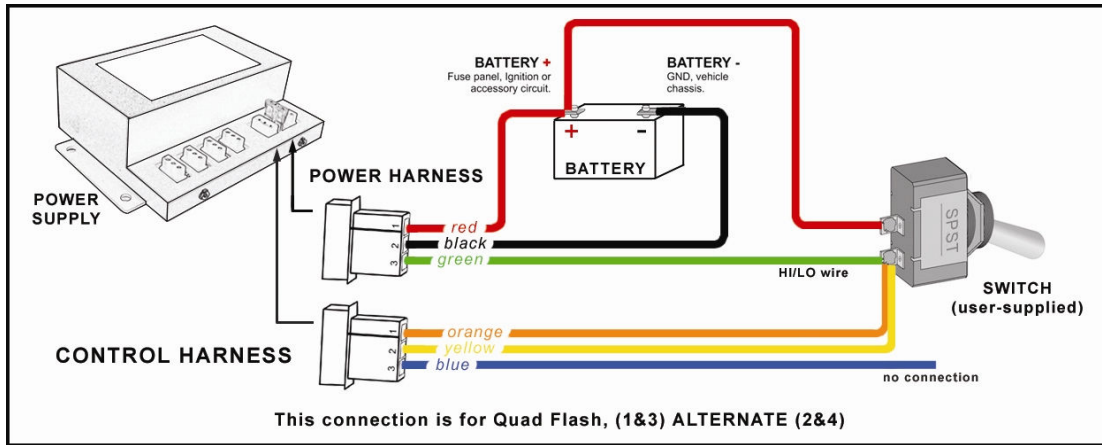 BATTERY +
Fuse panel, Ignition or
accessory circuit.
BATTERY -
GND, vehicle
chassis.
+ -
BATTERY
POWER
SUPPLY
POWER HARNESS
1 red
2 black
3 green
HI/LO wire
SPST
SWITCH
(user-supplied)
CONTROL HARNESS
1 orange
2 yellow
3 blue
no connection
This connection is for Quad Flash, (1&3) ALTERNATE (2&4)